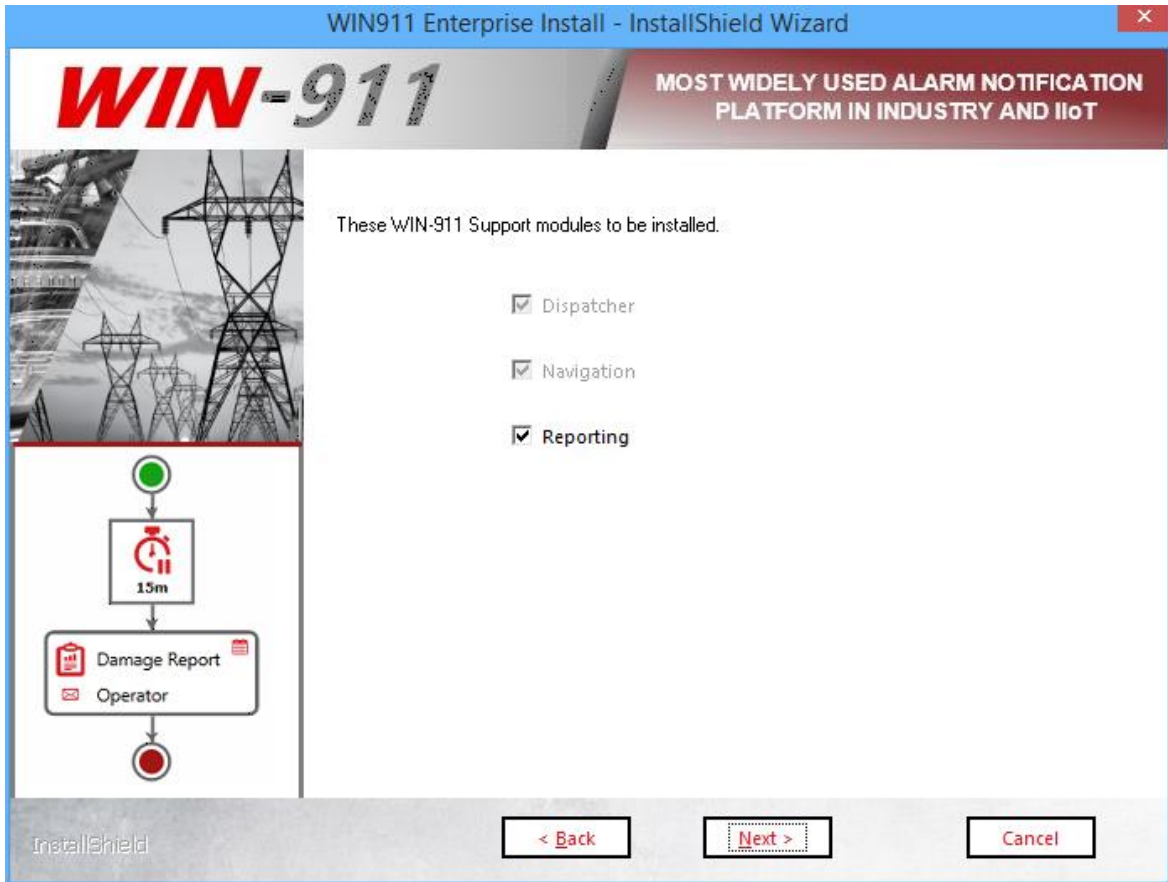 WIN911 Enterprise Install - InstallShield Wizard
WIN-911
MOST WIDELY USED ALARM NOTIFICATION
PLATFORM IN INDUSTRY AND IIoT
These WIN-911 Support modules to be installed.
Dispatcher
Navigation
Reporting
15m
Damage Report
Operator
InstallShield
< Back
Next >
Cancel